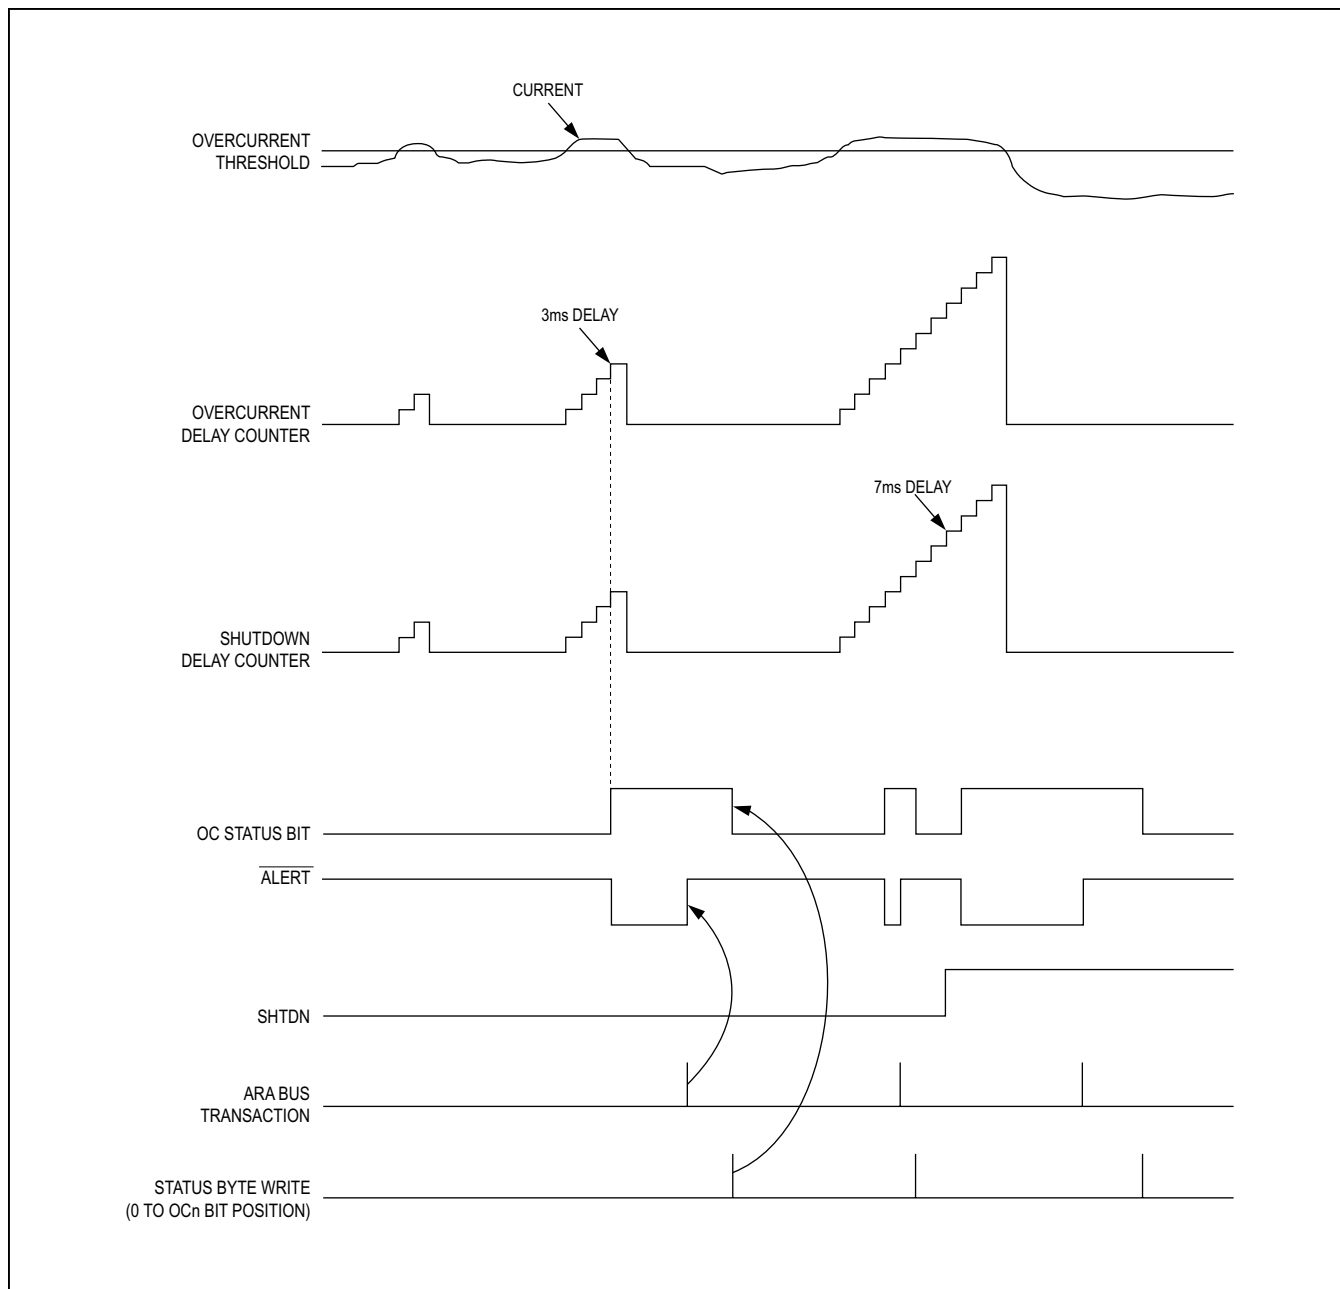 CURRENT
OVERCURRENT
THRESHOLD
3ms DELAY
OVERCURRENT
DELAY COUNTER
7ms DELAY
SHUTDOWN
DELAY COUNTER
OC STATUS BIT
ALERT
SHTDN
ARA BUS
TRANSACTION
STATUS BYTE WRITE
(0 TO OCn BIT POSITION)